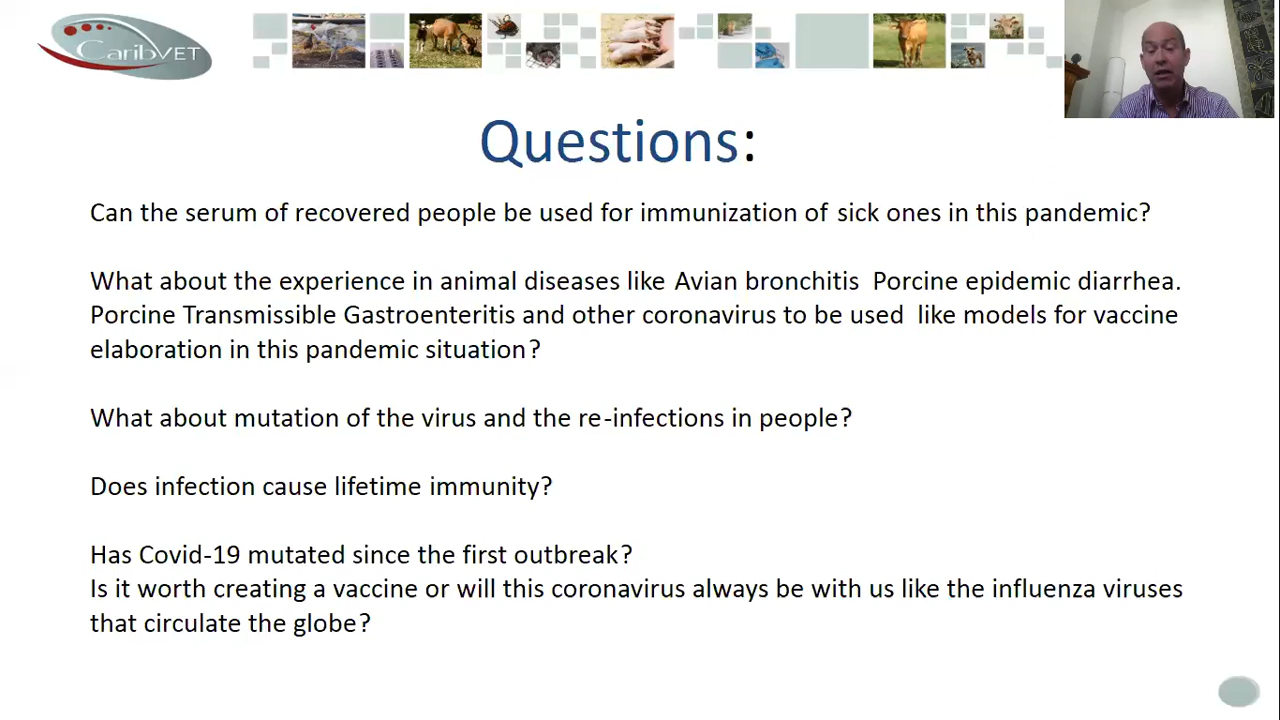 CaribVET
Questions:
Can the serum of recovered people be used for immunization of sick ones in this pandemic?
What about the experience in animal diseases like Avian bronchitis  Porcine epidemic diarrhea.
Porcine Transmissible Gastroenteritis and other coronavirus to be used  like models for vaccine
elaboration in this pandemic situation?
What about mutation of the virus and the re-infections in people?
Does infection cause lifetime immunity?
Has Covid-19 mutated since the first outbreak?
Is it worth creating a vaccine or will this coronavirus always be with us like the influenza viruses
that circulate the globe?